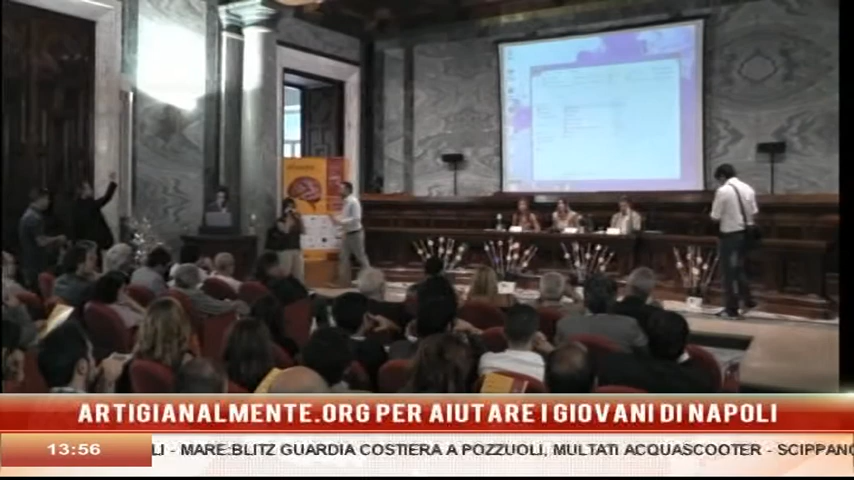 ARTIGIANALMENTE.ORG PER AIUTARE I GIOVANI DI NAPOLI
13:56 LI - MARE:BLITZ GUARDIA COSTIERA A POZZUOLI, MULTATI ACQUASCOOTER - SCIPPANO